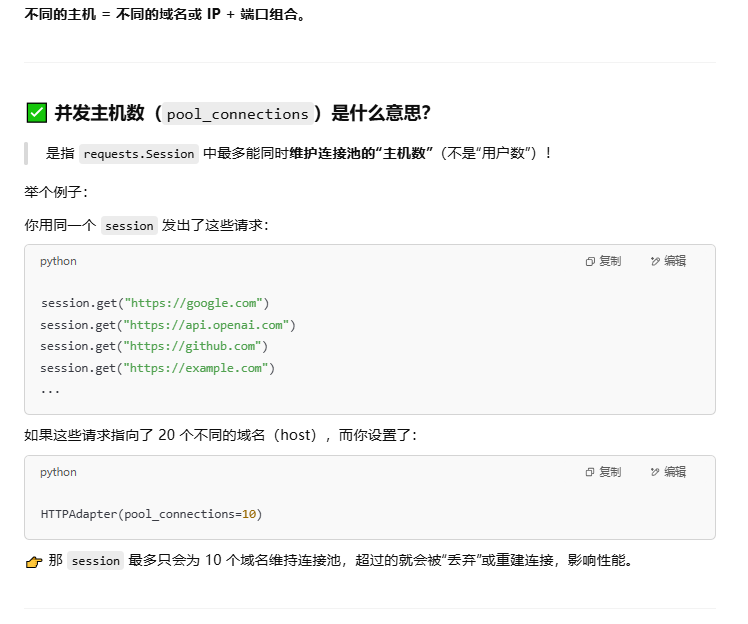 不同的主机 = 不同的域名或 IP + 端口组合。
✅ 并发主机数（pool_connections）是什么意思？
是指 requests.Session 中最多能同时维护连接池的“主机数”（不是“用户数”）！
举个例子：
你用同一个 session 发出了这些请求：
python 复制 编辑
session.get("https://google.com")
session.get("https://api.openai.com")
session.get("https://github.com")
session.get("https://example.com")
...
如果这些请求指向了 20 个不同的域名（host），而你设置了：
python 复制 编辑
HTTPAdapter(pool_connections=10)
👉 那 session 最多只会为 10 个域名维持连接池，超过的就会被“丢弃”或重建连接，影响性能。